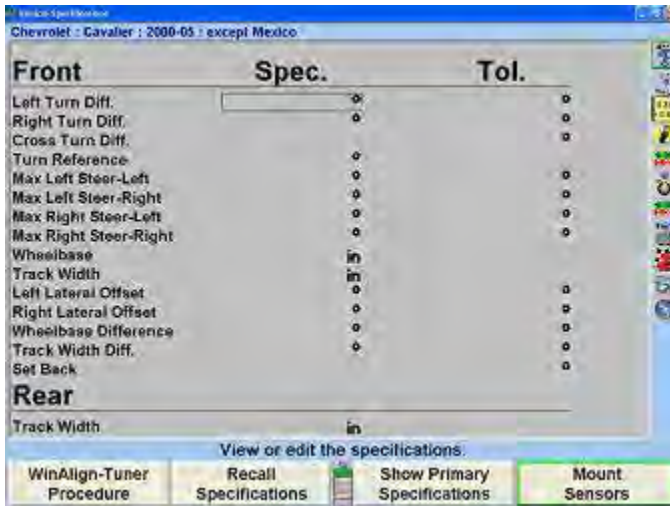 Vehicle Specifications
Chevrolet : Cavalier : 2000-05 : except Mexico
Front Spec. Tol.
Left Turn Diff. ° °
Right Turn Diff. ° °
Cross Turn Diff. °
Turn Reference °
Max Left Steer-Left ° °
Max Left Steer-Right ° °
Max Right Steer-Left ° °
Max Right Steer-Right ° °
Wheelbase in
Track Width in
Left Lateral Offset ° °
Right Lateral Offset ° °
Wheelbase Difference ° °
Track Width Diff. ° °
Set Back °
Rear
Track Width in
View or edit the specifications.
WinAlign-Tuner Procedure
Recall Specifications
Show Primary Specifications
Mount Sensors